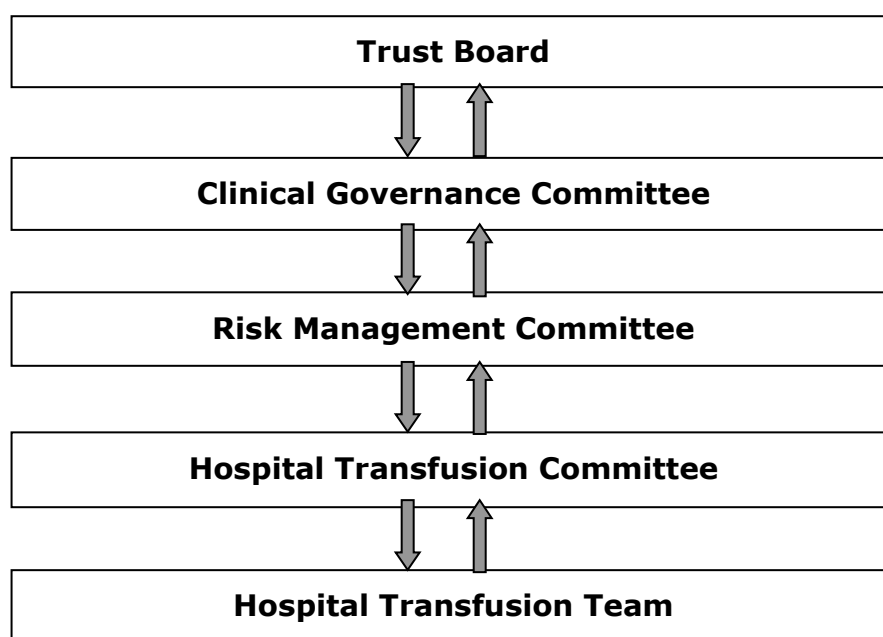 Trust Board
Clinical Governance Committee
Risk Management Committee
Hospital Transfusion Committee
Hospital Transfusion Team